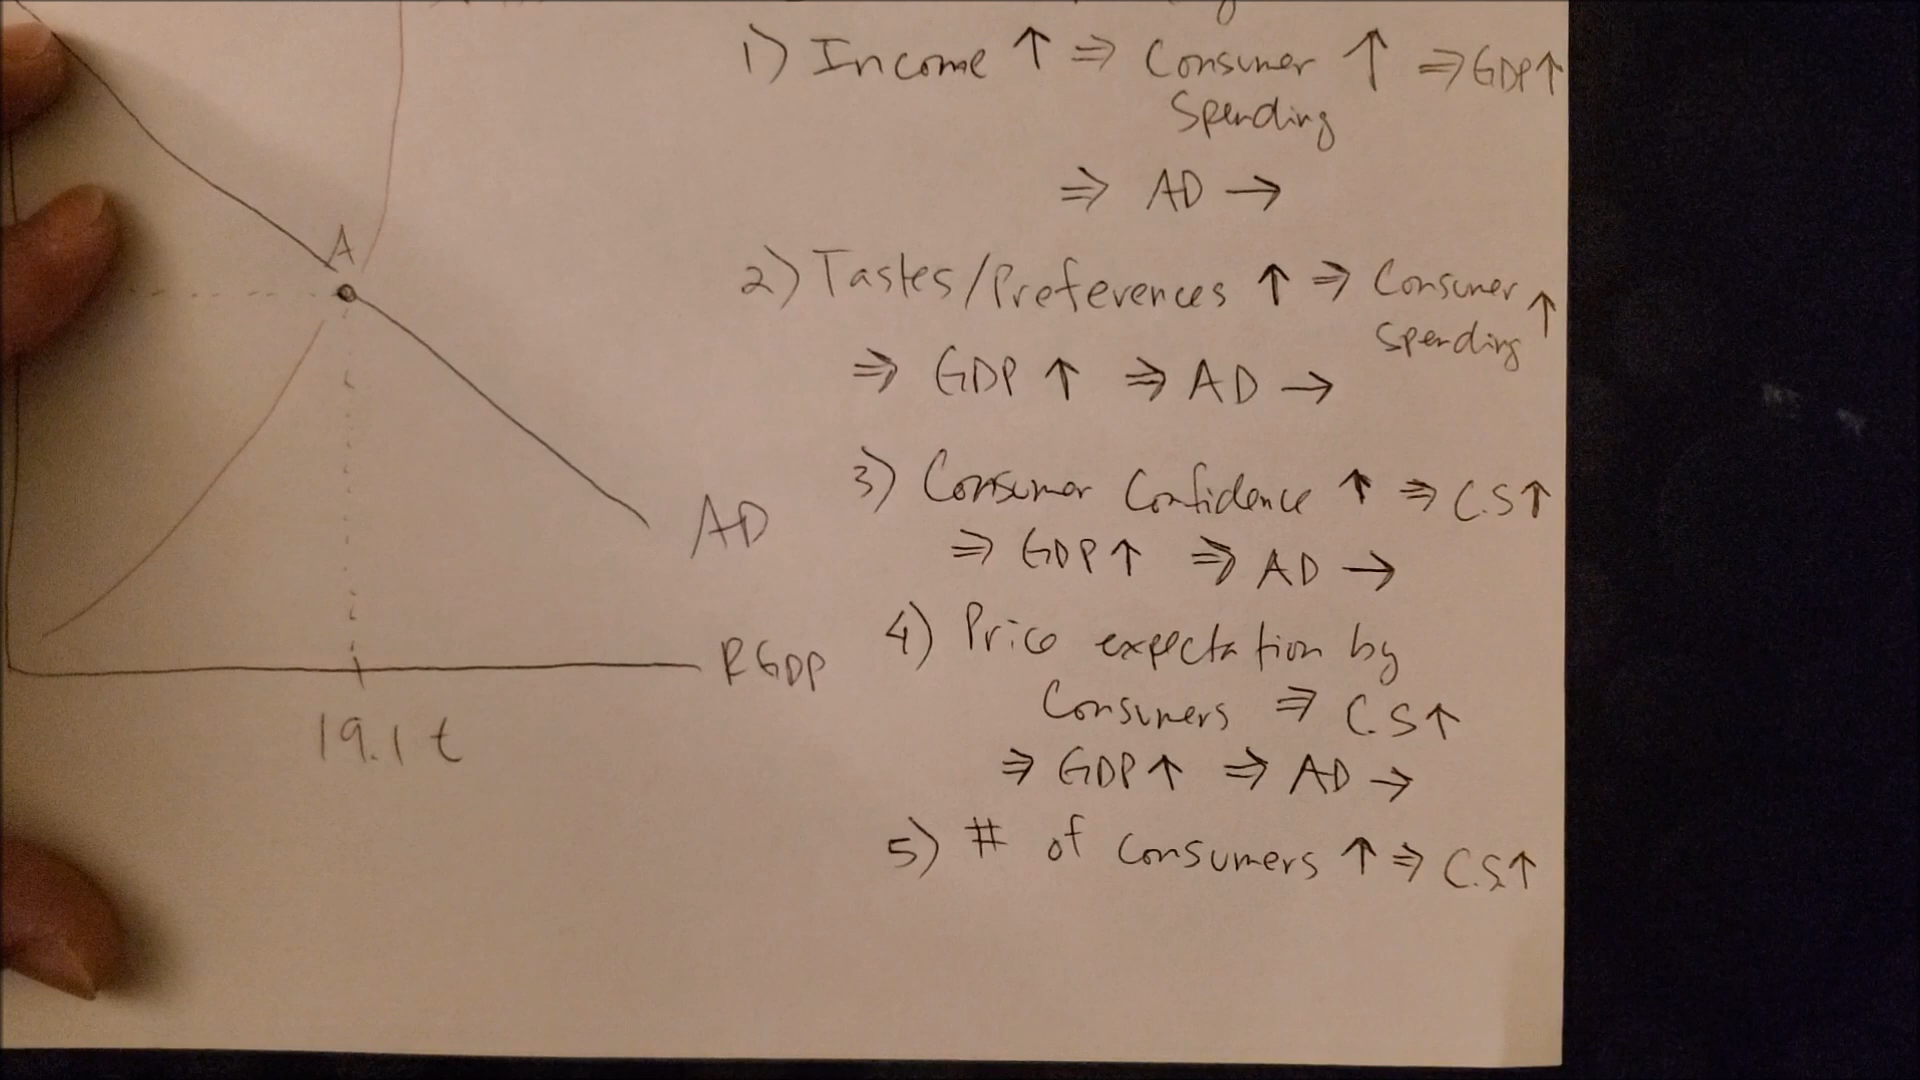 1) Income ↑ ⇒ Consumer ↑ ⇒ GDP↑
Spending
⇒ AD →
2) Tastes/Preferences ↑ ⇒ Consumer ↑
Spending
⇒ GDP ↑ ⇒ AD →
3) Consumer Confidence ↑ ⇒ C.S↑
⇒ GDP↑ ⇒ AD →
4) Price expectation by
Consumers ⇒ C.S↑
⇒ GDP↑ ⇒ AD →
5) # of consumers ↑ ⇒ C.S↑
A
AD
RGDP
19.1 t